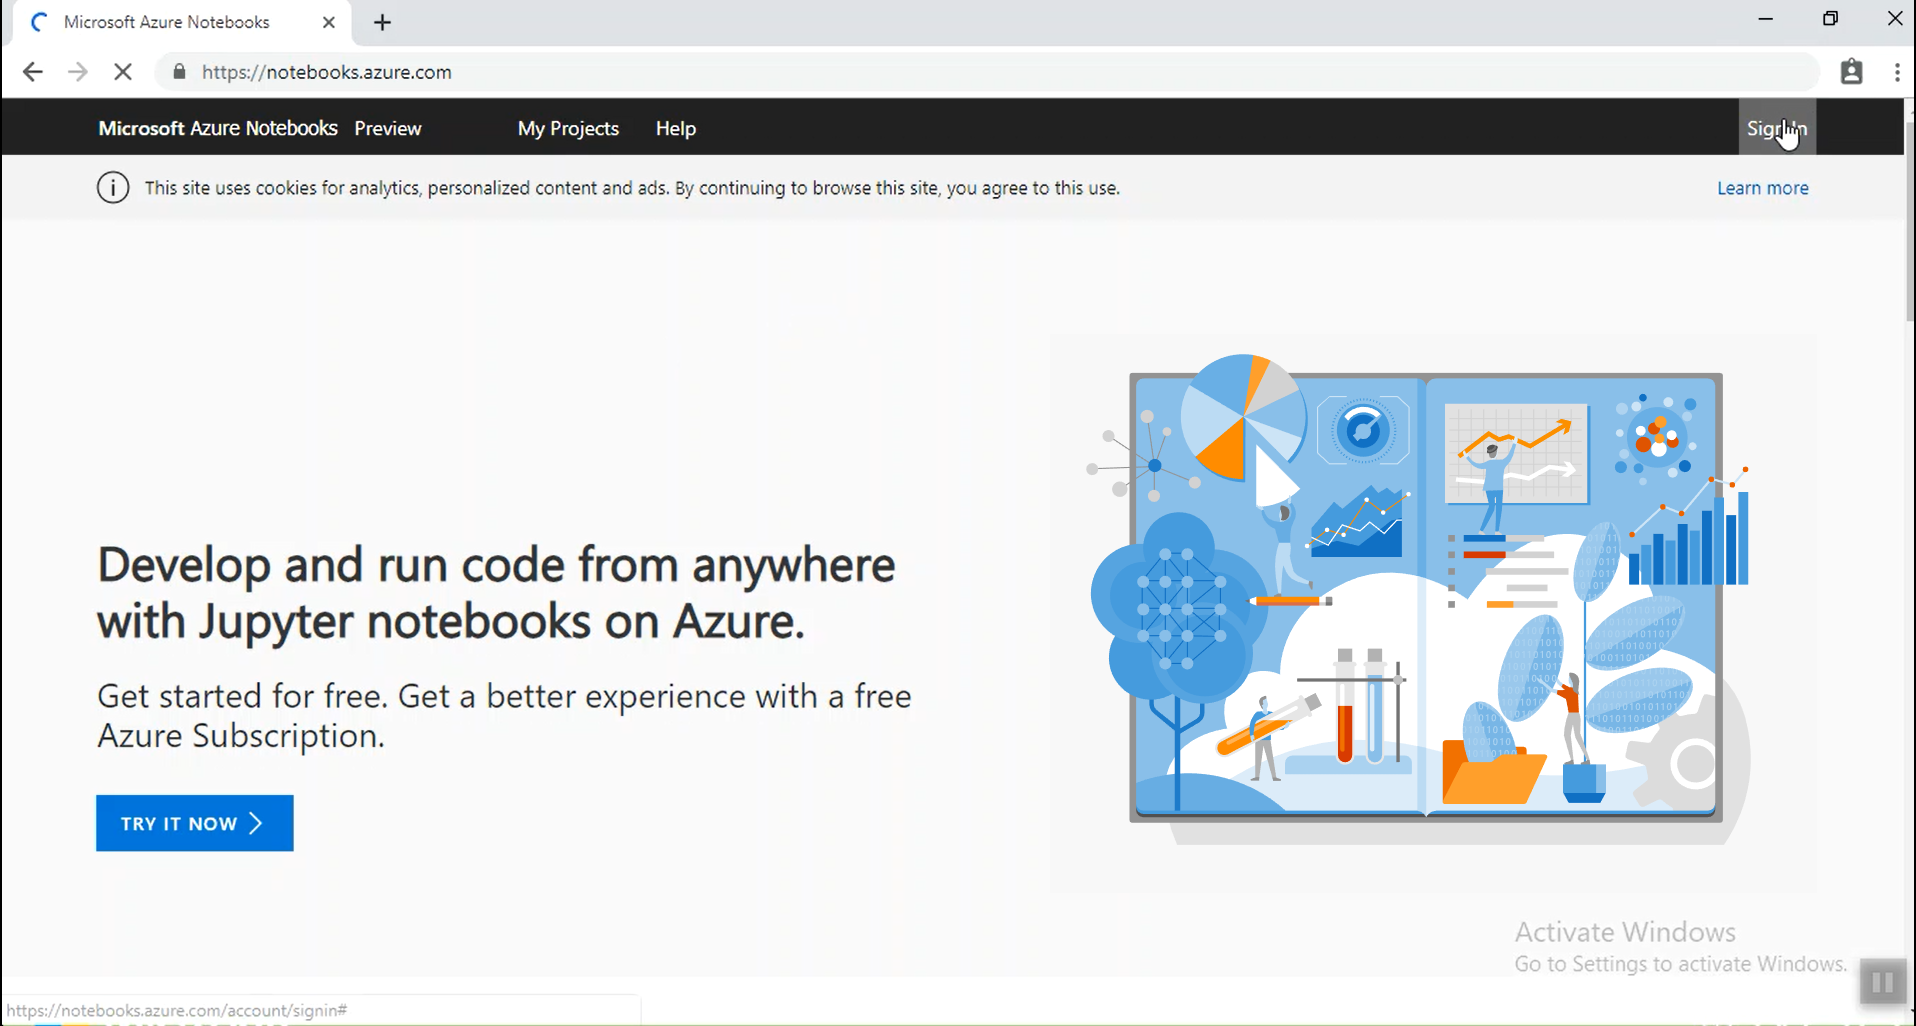 Microsoft Azure Notebooks
https://notebooks.azure.com
Microsoft Azure Notebooks Preview My Projects Help
This site uses cookies for analytics, personalized content and ads. By continuing to browse this site, you agree to this use. Learn more
Develop and run code from anywhere
with Jupyter notebooks on Azure.
Get started for free. Get a better experience with a free
Azure Subscription.
TRY IT NOW
Activate Windows
Go to Settings to activate Windows.
https://notebooks.azure.com/account/signin#